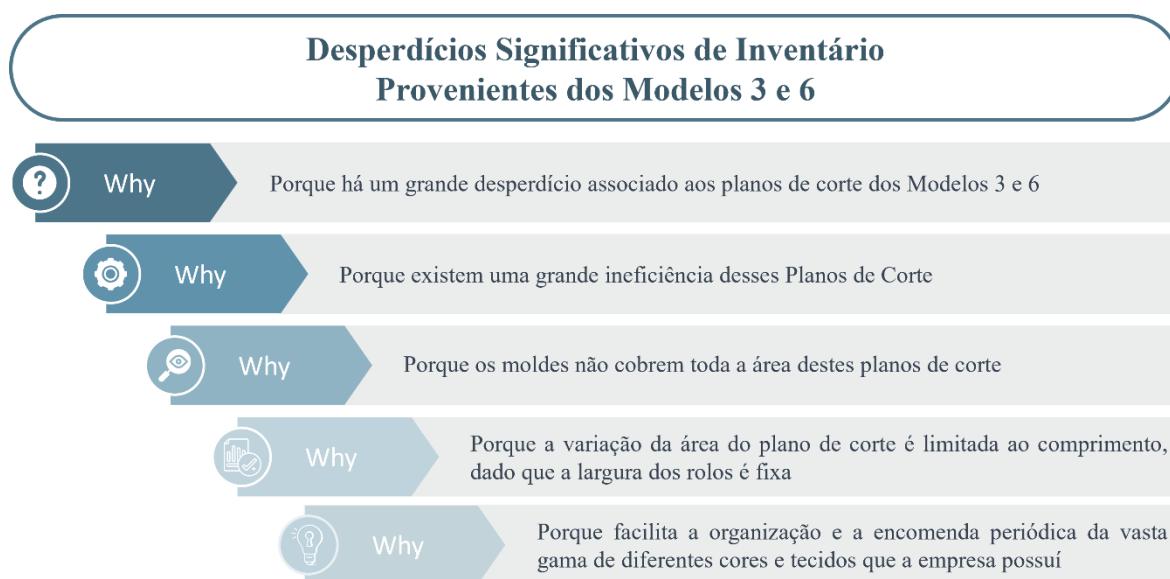 Desperdícios Significativos de Inventário
Provenientes dos Modelos 3 e 6
Why
Porque há um grande desperdício associado aos planos de corte dos Modelos 3 e 6
Why
Porque existem uma grande ineficiência desses Planos de Corte
Why
Porque os moldes não cobrem toda a área destes planos de corte
Why
Porque a variação da área do plano de corte é limitada ao comprimento,
dado que a largura dos rolos é fixa
Why
Porque facilita a organização e a encomenda periódica da vasta
gama de diferentes cores e tecidos que a empresa possuí